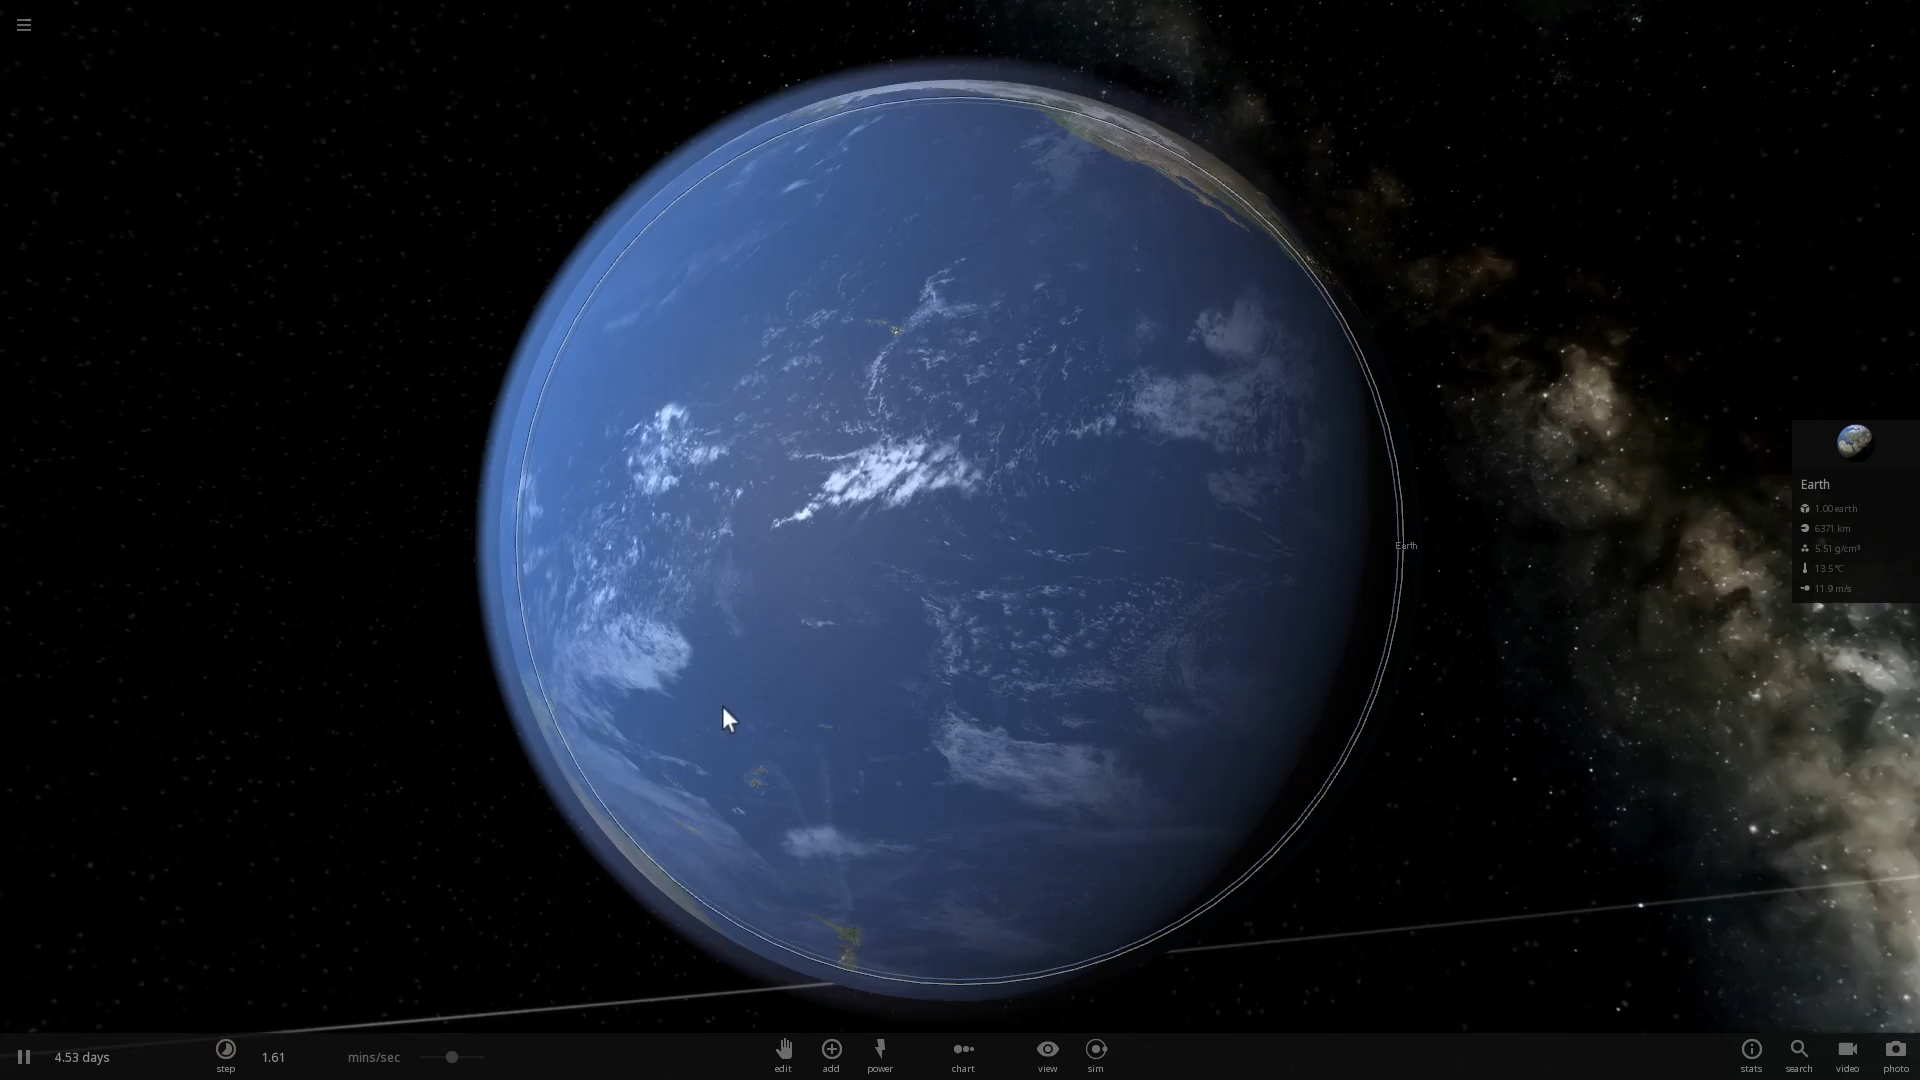 Earth
Earth
1.00 earth
6371 km
5.51 g/cm³
13.5 °C
11.9 m/s
4.53 days
step
1.61
mins/sec
edit
add
power
chart
view
sim
stats
search
video
photo